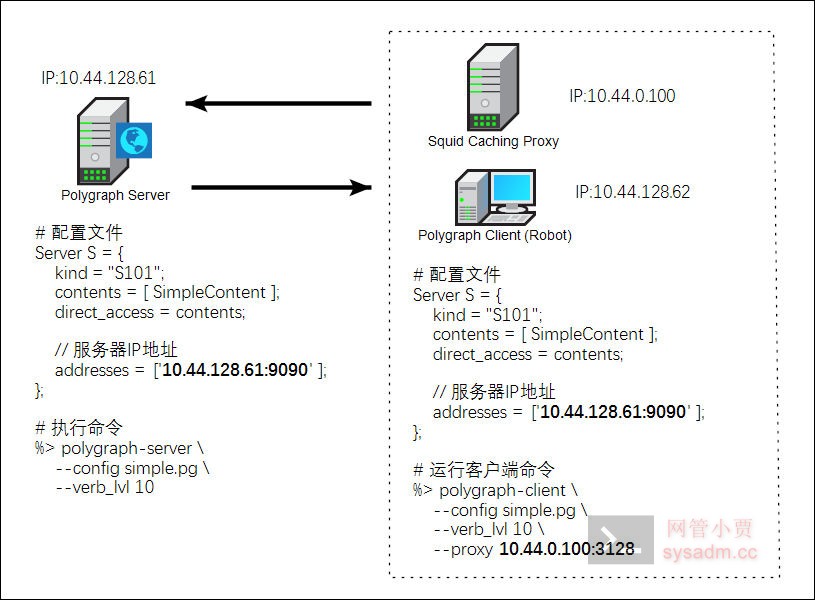 IP:10.44.128.61
Polygraph Server
# 配置文件
Server S = {
kind = "S101";
contents = [ SimpleContent ];
direct_access = contents;
// 服务器IP地址
addresses = ['10.44.128.61:9090' ];
};
# 执行命令
%> polygraph-server \
--config simple.pg \
--verb_lvl 10
IP:10.44.0.100
Squid Caching Proxy
IP:10.44.128.62
Polygraph Client (Robot)
# 配置文件
Server S = {
kind = "S101";
contents = [ SimpleContent ];
direct_access = contents;
// 服务器IP地址
addresses = ['10.44.128.61:9090' ];
};
# 运行客户端命令
%> polygraph-client \
--config simple.pg \
--verb_lvl 10 \
--proxy 10.44.0.100:3128
网管小贾
sysadm.cc